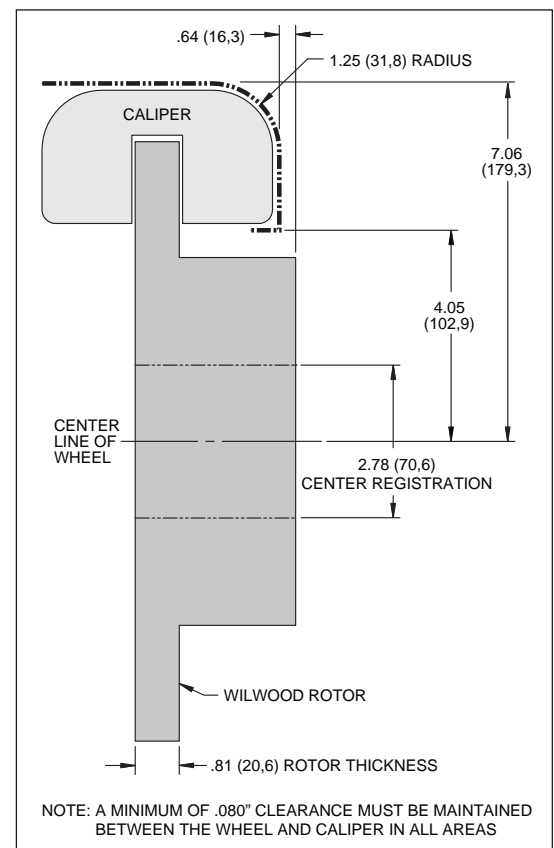 .64 (16,3)
1.25 (31,8) RADIUS
CALIPER
7.06
(179,3)
4.05
(102,9)
CENTER
LINE OF
WHEEL
2.78 (70,6)
CENTER REGISTRATION
WILWOOD ROTOR
.81 (20,6) ROTOR THICKNESS
NOTE: A MINIMUM OF .080" CLEARANCE MUST BE MAINTAINED
BETWEEN THE WHEEL AND CALIPER IN ALL AREAS